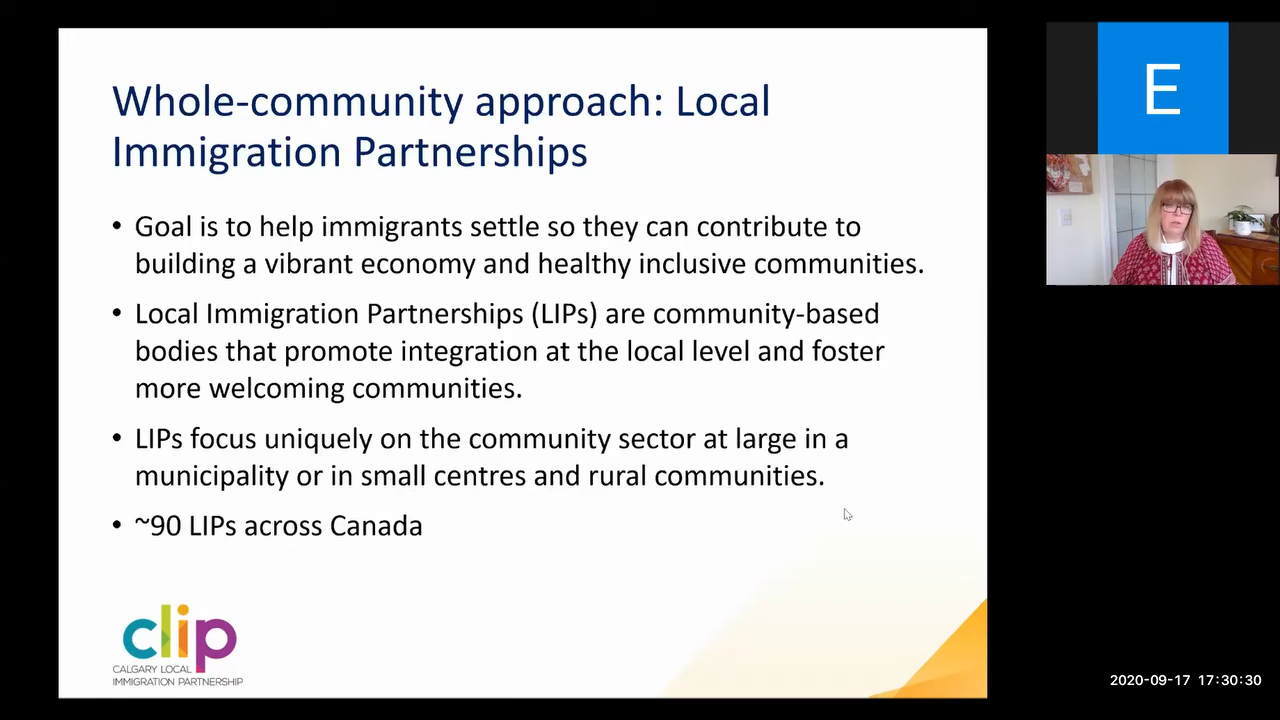 Whole-community approach: Local
Immigration Partnerships
• Goal is to help immigrants settle so they can contribute to
building a vibrant economy and healthy inclusive communities.
• Local Immigration Partnerships (LIPs) are community-based
bodies that promote integration at the local level and foster
more welcoming communities.
• LIPs focus uniquely on the community sector at large in a
municipality or in small centres and rural communities.
• ~90 LIPs across Canada
clip
CALGARY LOCAL
IMMIGRATION PARTNERSHIP
E
2020-09-17 17:30:30